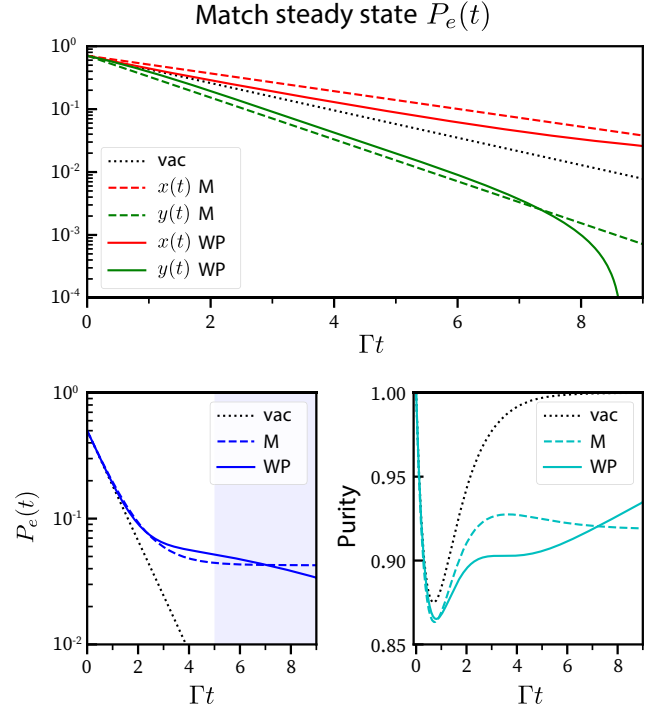 Match steady state P_e(t)
10^0
10^-1
10^-2
10^-3
10^-4
vac
x(t) M
y(t) M
x(t) WP
y(t) WP
0 2 4 6 8
Γt
10^0
10^-1
10^-2
P_e(t)
vac
M
WP
0 2 4 6 8
Γt
1.00
0.95
0.90
0.85
Purity
vac
M
WP
0 2 4 6 8
Γt